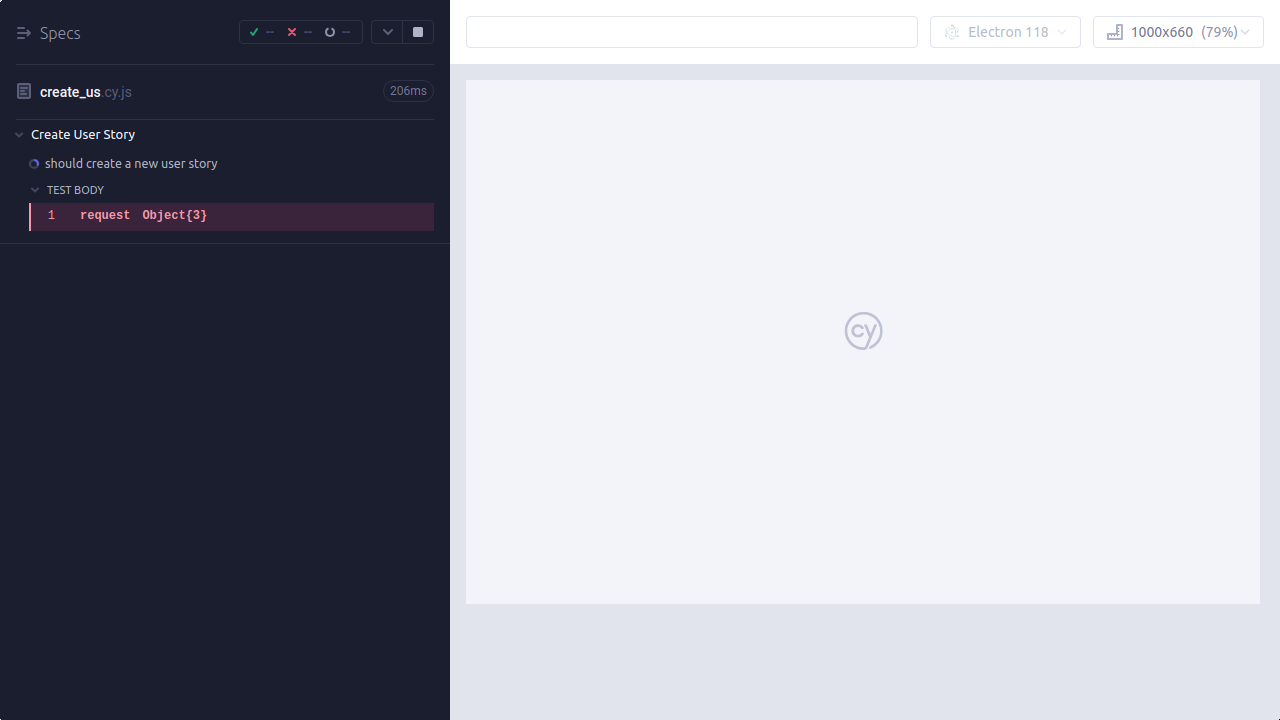 Specs
-- -- --
create_us.cy.js
206ms
Create User Story
should create a new user story
TEST BODY
1 request Object{3}
Electron 118
1000x660 (79%)
cy